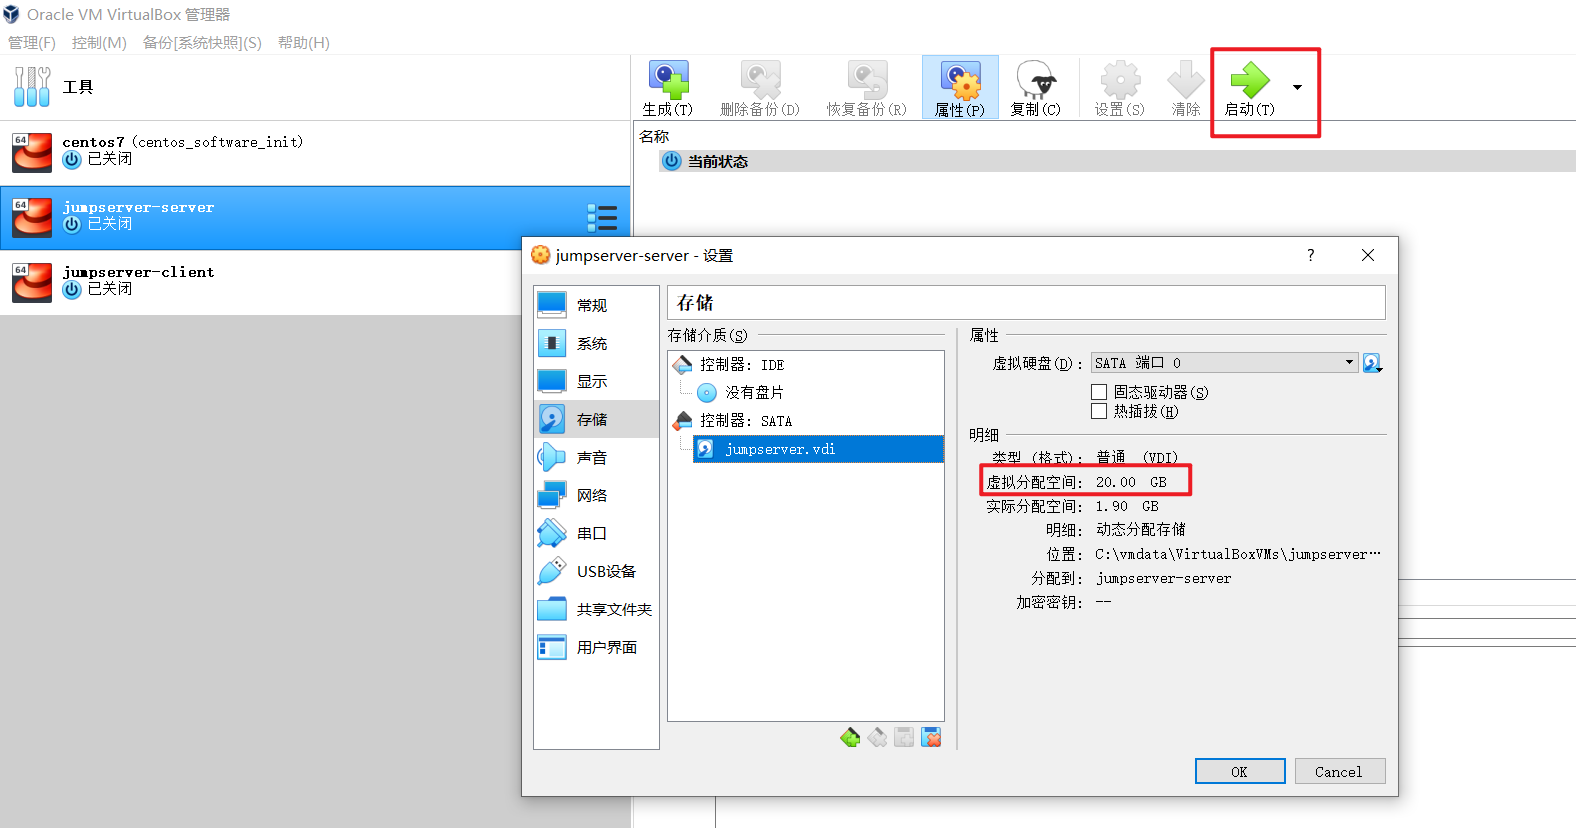 Oracle VM VirtualBox 管理器
管理(F) 控制(M) 备份[系统快照](S) 帮助(H)
工具
生成(T) 删除备份(D) 恢复备份(R) 属性(P) 复制(C) 设置(S) 清除 启动(T)
64 centos7 (centos_software_init)
已关闭
64 jumpserver-server
已关闭
64 jumpserver-client
已关闭
名称
当前状态
jumpserver-server - 设置 ?
常规
系统
显示
存储
声音
网络
串口
USB设备
共享文件夹
用户界面
存储
存储介质(S)
控制器: IDE
没有盘片
控制器: SATA
jumpserver.vdi
属性
虚拟硬盘(D): SATA 端口 0
固态驱动器(S)
热插拔(H)
明细
类型 (格式): 普通 (VDI)
虚拟分配空间: 20.00 GB
实际分配空间: 1.90 GB
明细: 动态分配存储
位置: C:\vmdata\VirtualBoxVMs\jumpserver…
分配到: jumpserver-server
加密密钥: --
OK Cancel